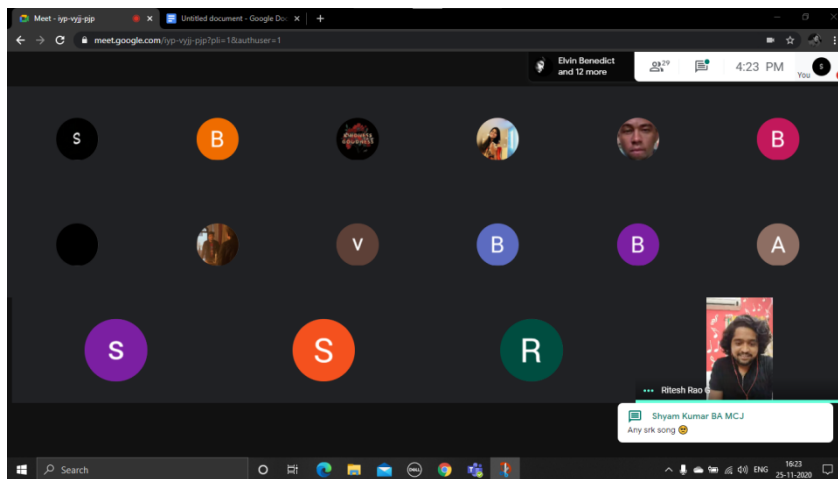 Meet - iyp-vyjj-pjp
Untitled document - Google Doc
meet.google.com/iyp-vyjj-pjp?pli=1&authuser=1
Elvin Benedict
and 12 more
29
4:23 PM
You
S
S
B
B
V
B
B
A
S
S
R
Ritesh Rao G
Shyam Kumar BA MCJ
Any srk song 🤩
Search
DELL
ENG
16:23
25-11-2020